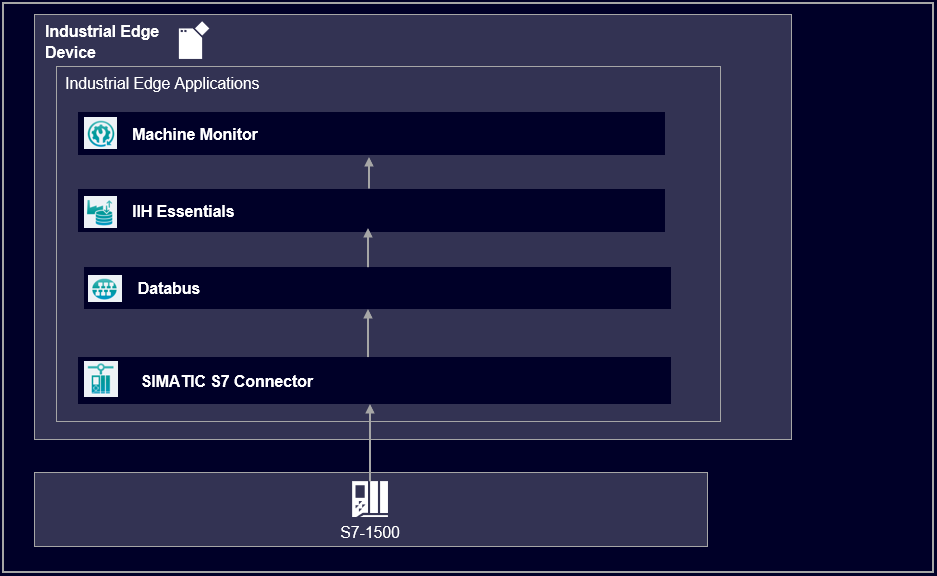 Industrial Edge
Device
Industrial Edge Applications
Machine Monitor
IIH Essentials
Databus
SIMATIC S7 Connector
S7-1500